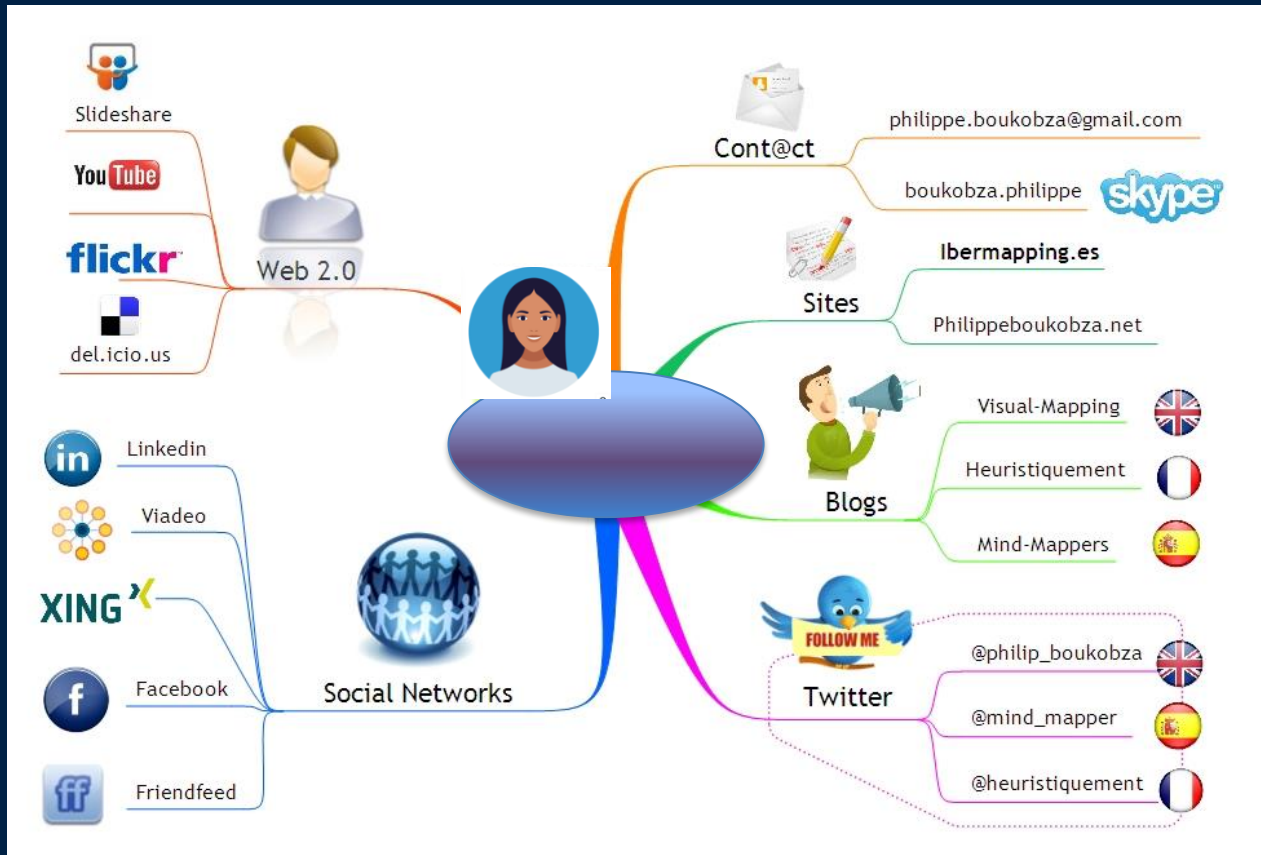 Slideshare
You Tube
flickr
del.icio.us
Web 2.0
Cont@ct
philippe.boukobza@gmail.com
boukobza.philippe
skype
Sites
Ibermapping.es
Philippeboukobza.net
Blogs
Visual-Mapping
Heuristiquement
Mind-Mappers
in
Linkedin
Viadeo
XING
f
Facebook
ff
Friendfeed
Social Networks
FOLLOW ME
Twitter
@philip_boukobza
@mind_mapper
@heuristiquement